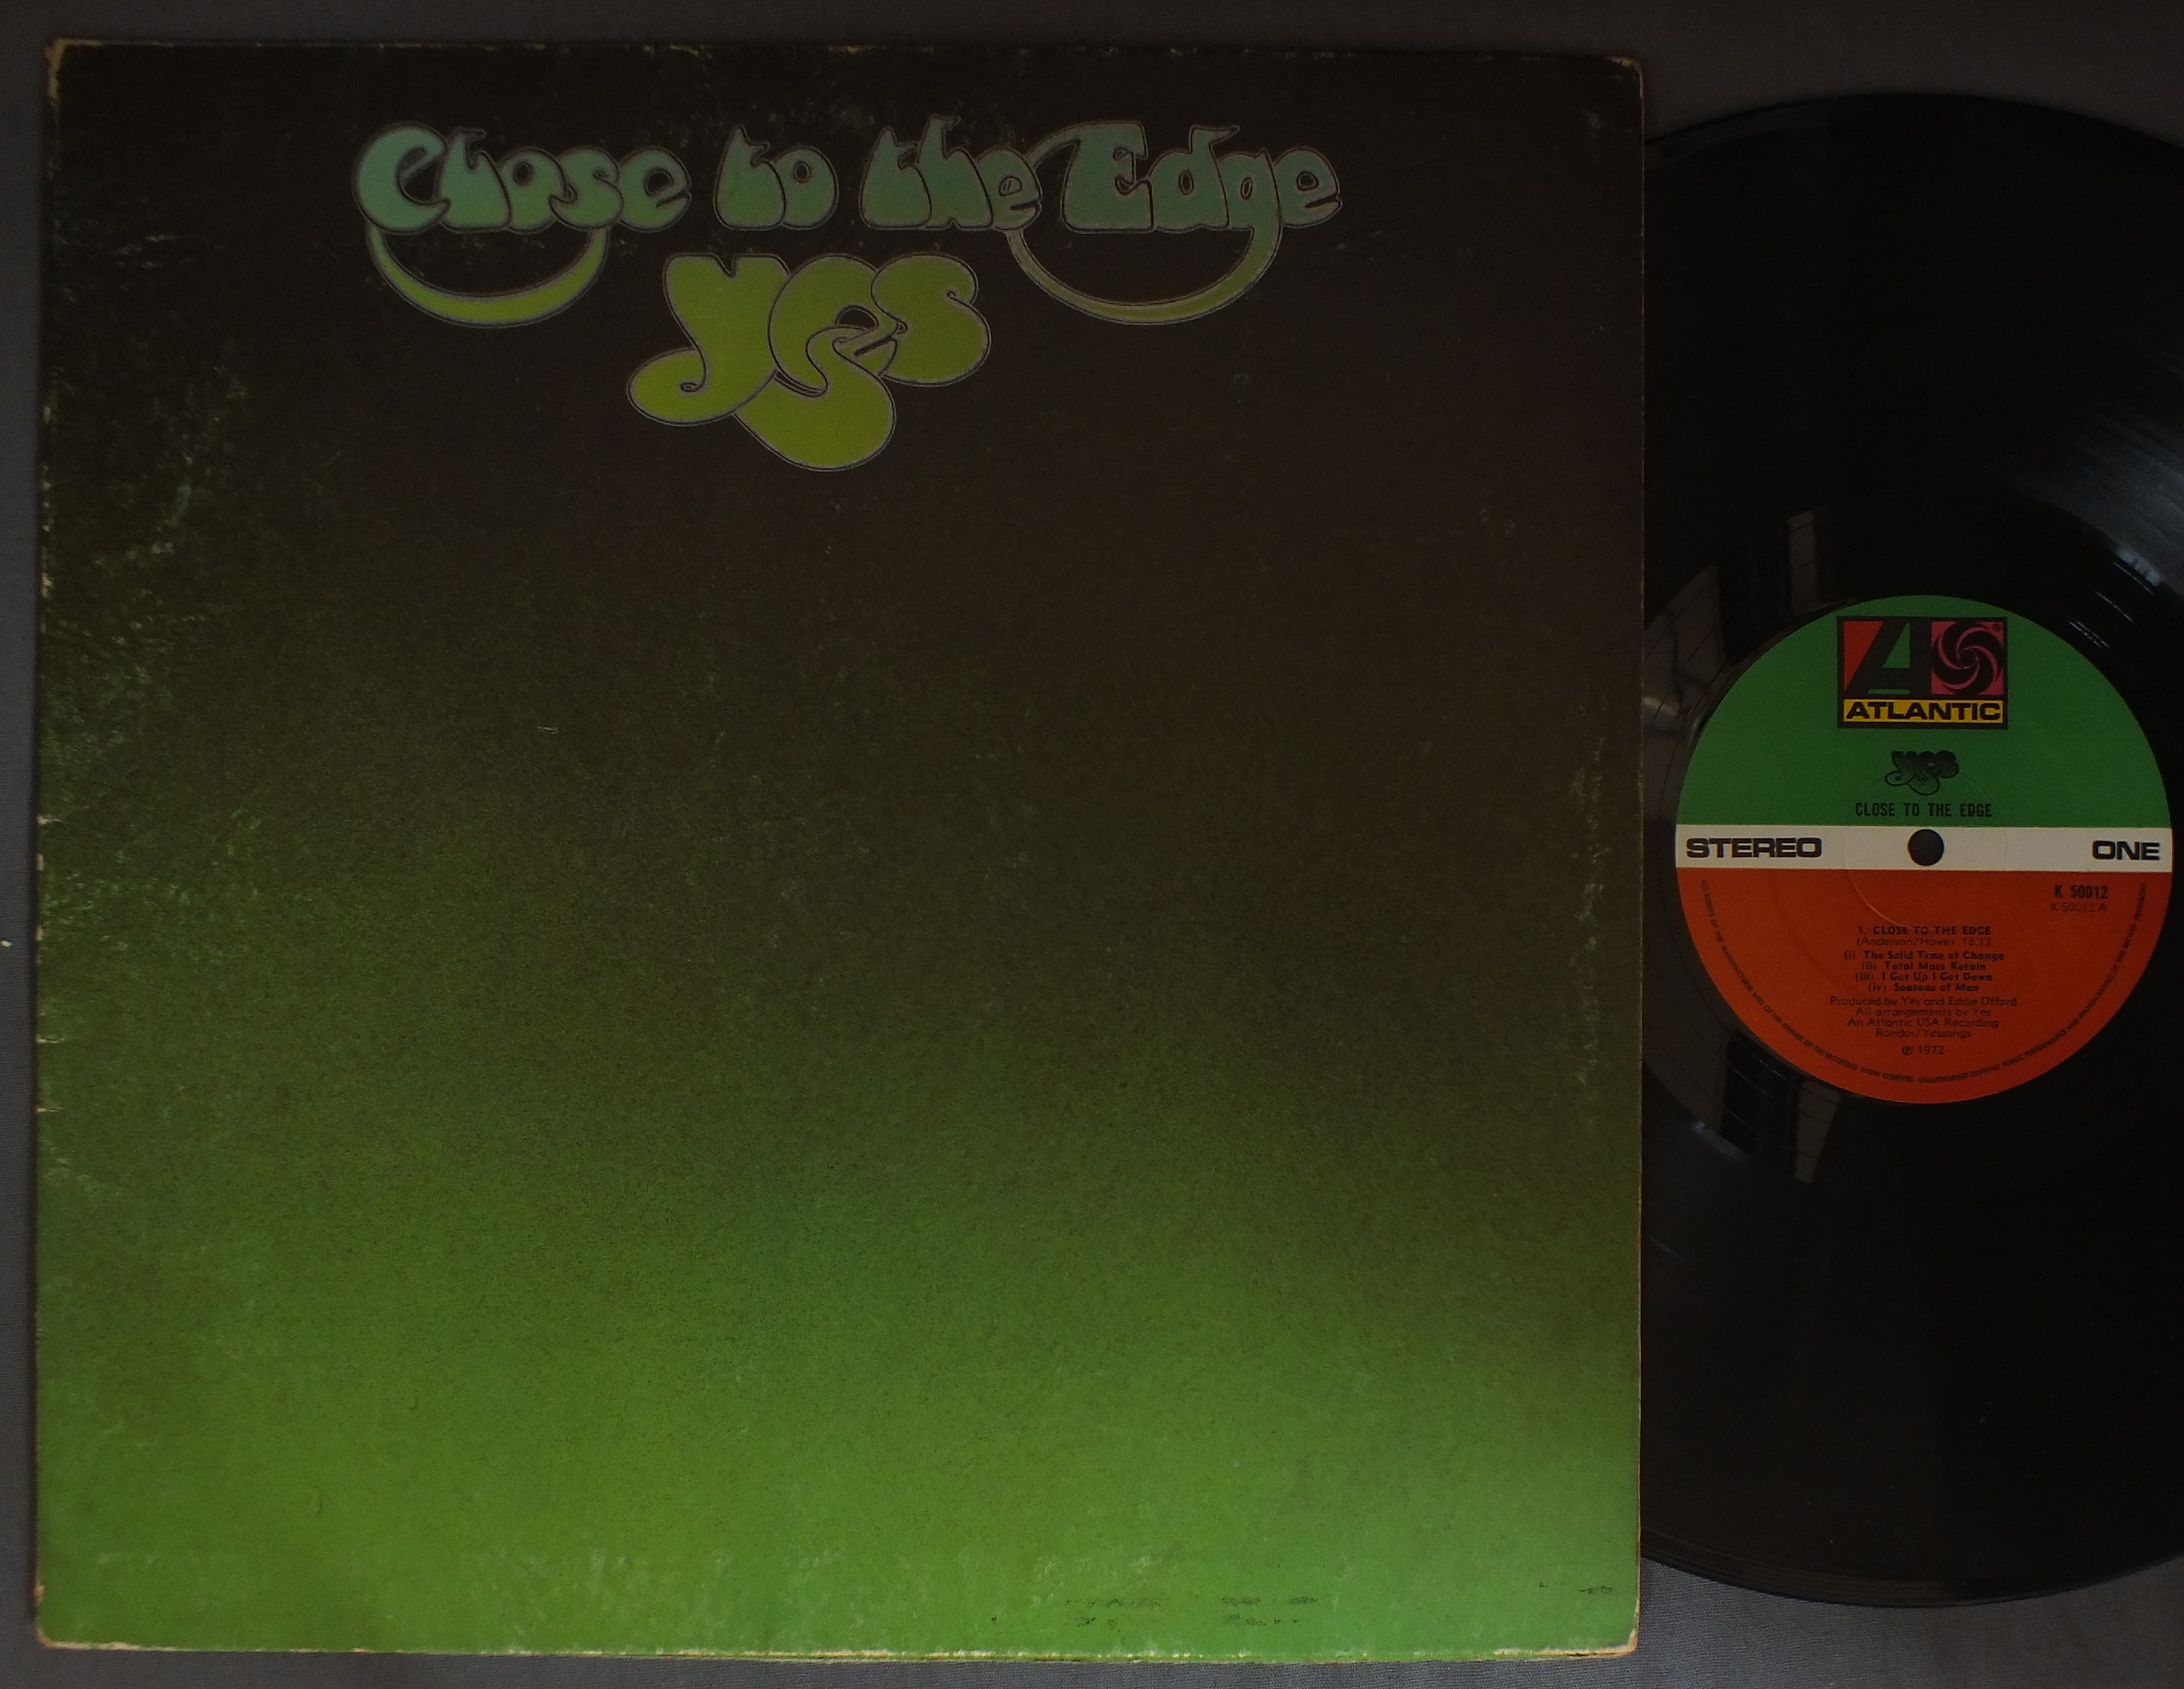 Close to the Edge
yes
ATLANTIC
yes
CLOSE TO THE EDGE
STEREO
ONE
K 50012
K 50012 A
1. CLOSE TO THE EDGE
(Anderson/Howe) 18.12
(i) The Solid Time of Change
(ii) Total Mass Retain
(iii) I Get Up I Get Down
(iv) Seasons of Man
Produced by Yes and Eddie Offord
All arrangements by Yes
An Atlantic USA Recording
Rondor/Yessongs
℗ 1972